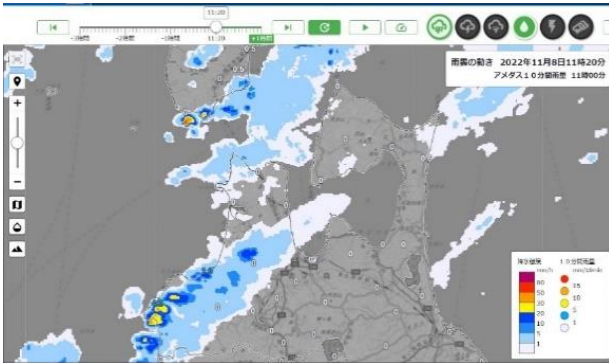 11:20
-3時間
-2時間
-1時間
11:20
+1時間
雨雲の動き 2022年11月8日11時20分
アメダス10分間雨量 11時00分
降水強度
mm/h
80
50
30
20
10
5
1
10分間雨量
mm/10min
15
10
5
1